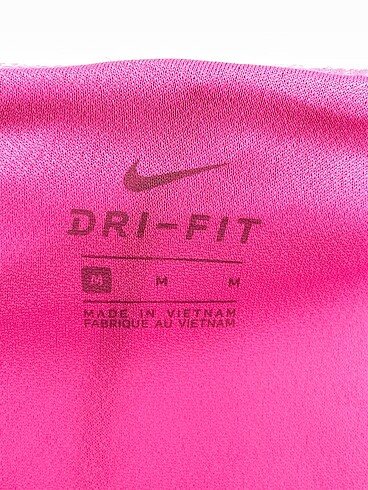 DRI-FIT
M M M
MADE IN VIETNAM
FABRIQUE AU VIETNAM